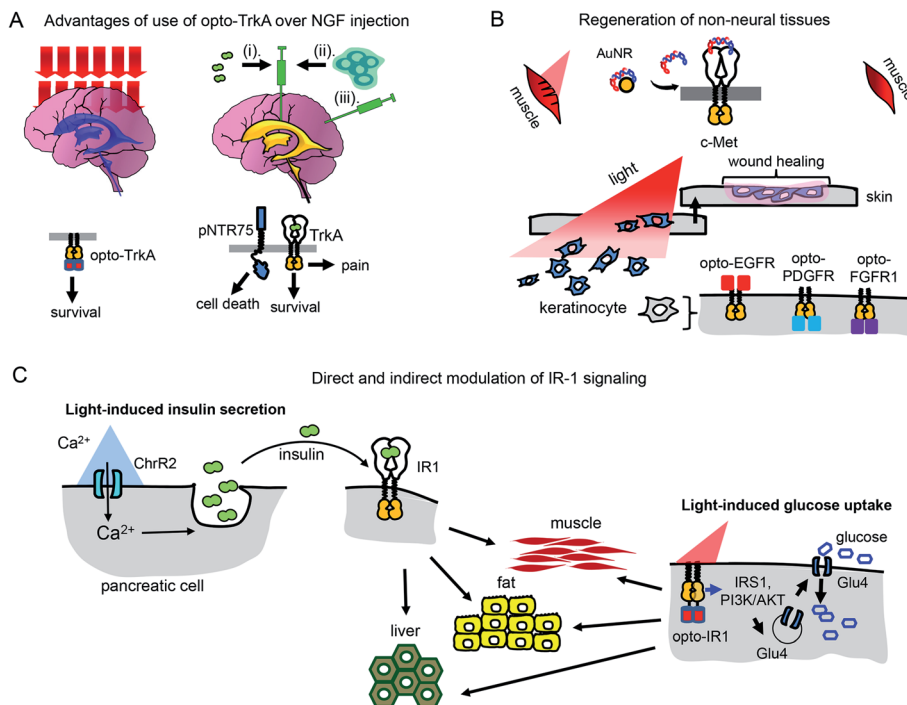 A
Advantages of use of opto-TrkA over NGF injection
(i).
(ii).
(iii).
opto-TrkA
survival
pNTR75
TrkA
pain
cell death
survival
B
Regeneration of non-neural tissues
AuNR
muscle
muscle
c-Met
light
wound healing
skin
keratinocyte
opto-EGFR
opto-
PDGFR
opto-
FGFR1
C
Direct and indirect modulation of IR-1 signaling
Light-induced insulin secretion
Ca²⁺
ChrR2
insulin
IR1
Ca²⁺
pancreatic cell
muscle
fat
liver
Light-induced glucose uptake
glucose
IRS1,
PI3K/AKT
Glu4
opto-IR1
Glu4